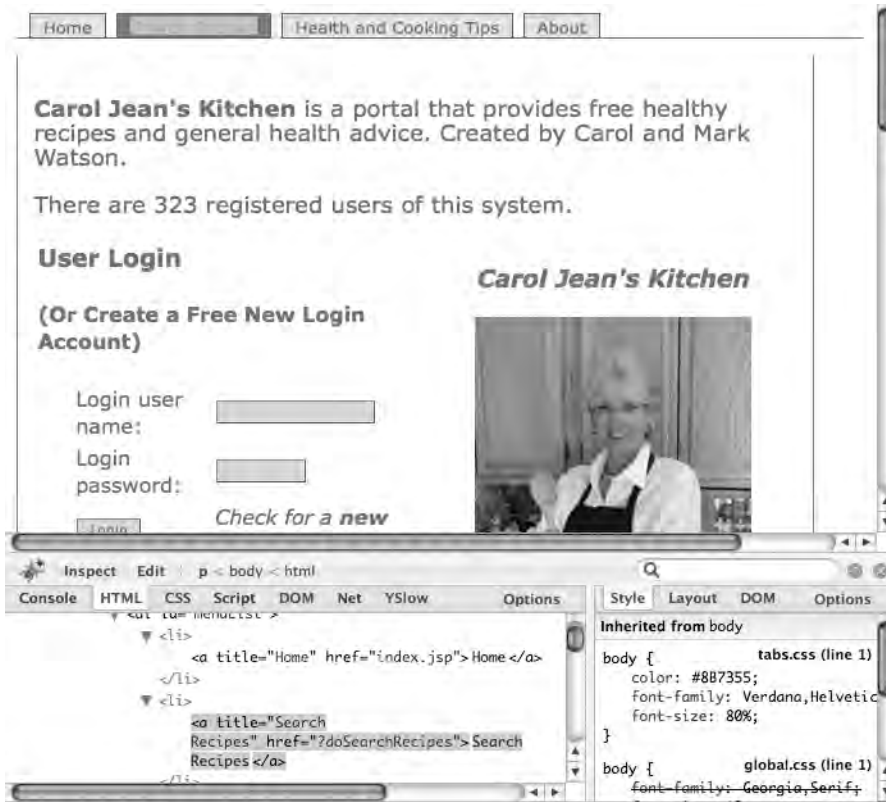 Home
Health and Cooking Tips
About
Carol Jean's Kitchen is a portal that provides free healthy
recipes and general health advice. Created by Carol and Mark
Watson.
There are 323 registered users of this system.
User Login
(Or Create a Free New Login
Account)
Login user
name:
Login
password:
Login
Check for a new
Carol Jean's Kitchen
Inspect Edit p < body < html
Console HTML CSS Script DOM Net YSlow Options
<ul id="menulist">
<li>
<a title="Home" href="index.jsp">Home</a>
</li>
<li>
<a title="Search
Recipes" href="?doSearchRecipes">Search
Recipes</a>
</li>
Style Layout DOM Options
Inherited from body
body { tabs.css (line 1)
color: #8B7355;
font-family: Verdana,Helvetic
font-size: 80%;
}
body { global.css (line 1)
font-family: Georgia,Serif;